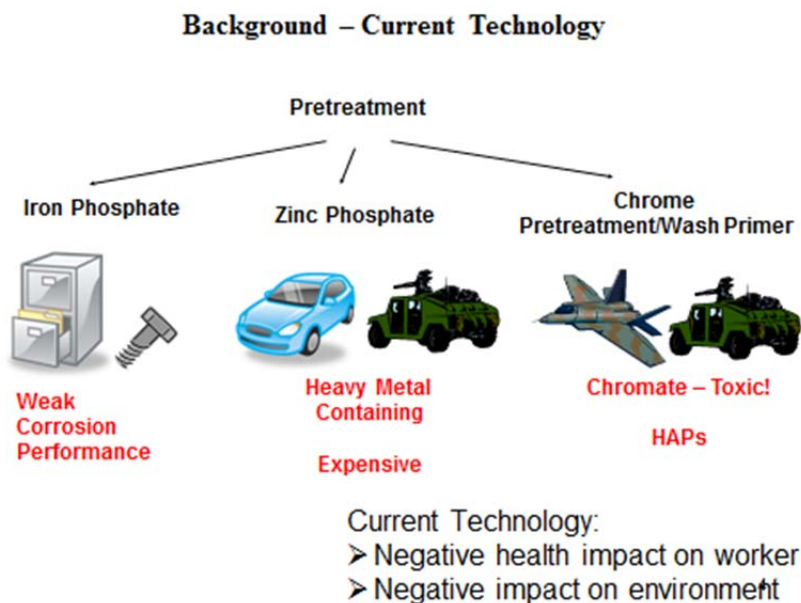 Background – Current Technology
Pretreatment
Iron Phosphate
Zinc Phosphate
Chrome
Pretreatment/Wash Primer
Weak
Corrosion
Performance
Heavy Metal
Containing
Expensive
Chromate – Toxic!
HAPs
Current Technology:
➢ Negative health impact on worker
➢ Negative impact on environment